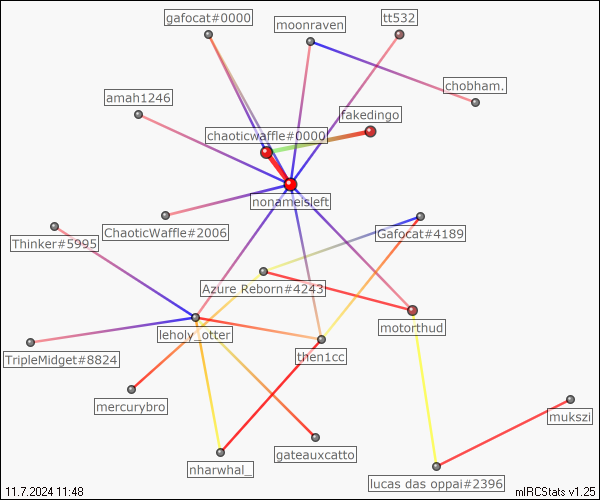 gafocat#0000
moonraven
tt532
chobham.
amah1246
fakedingo
chaoticwaffle#0000
nonameisleft
ChaoticWaffle#2006
Gafocat#4189
Thinker#5995
Azure Reborn#4243
motorthud
leholy_otter
then1cc
TripleMidget#8824
mercurybro
mukszi
gateauxcatto
nharwhal_
lucas das oppai#2396
11.7.2024 11:48
mIRCStats v1.25